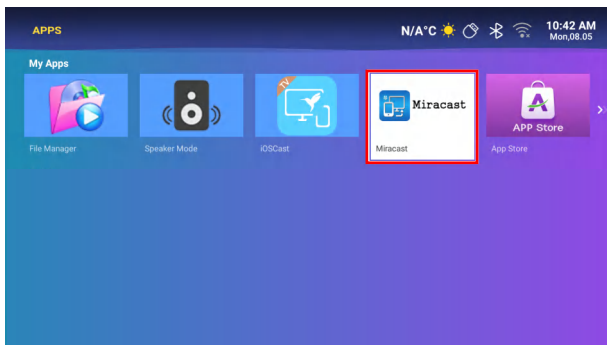 APPS
N/A°C
10:42 AM
Mon,08.05
My Apps
TV
Miracast
APP Store
File Manager
Speaker Mode
iOSCast
Miracast
App Store